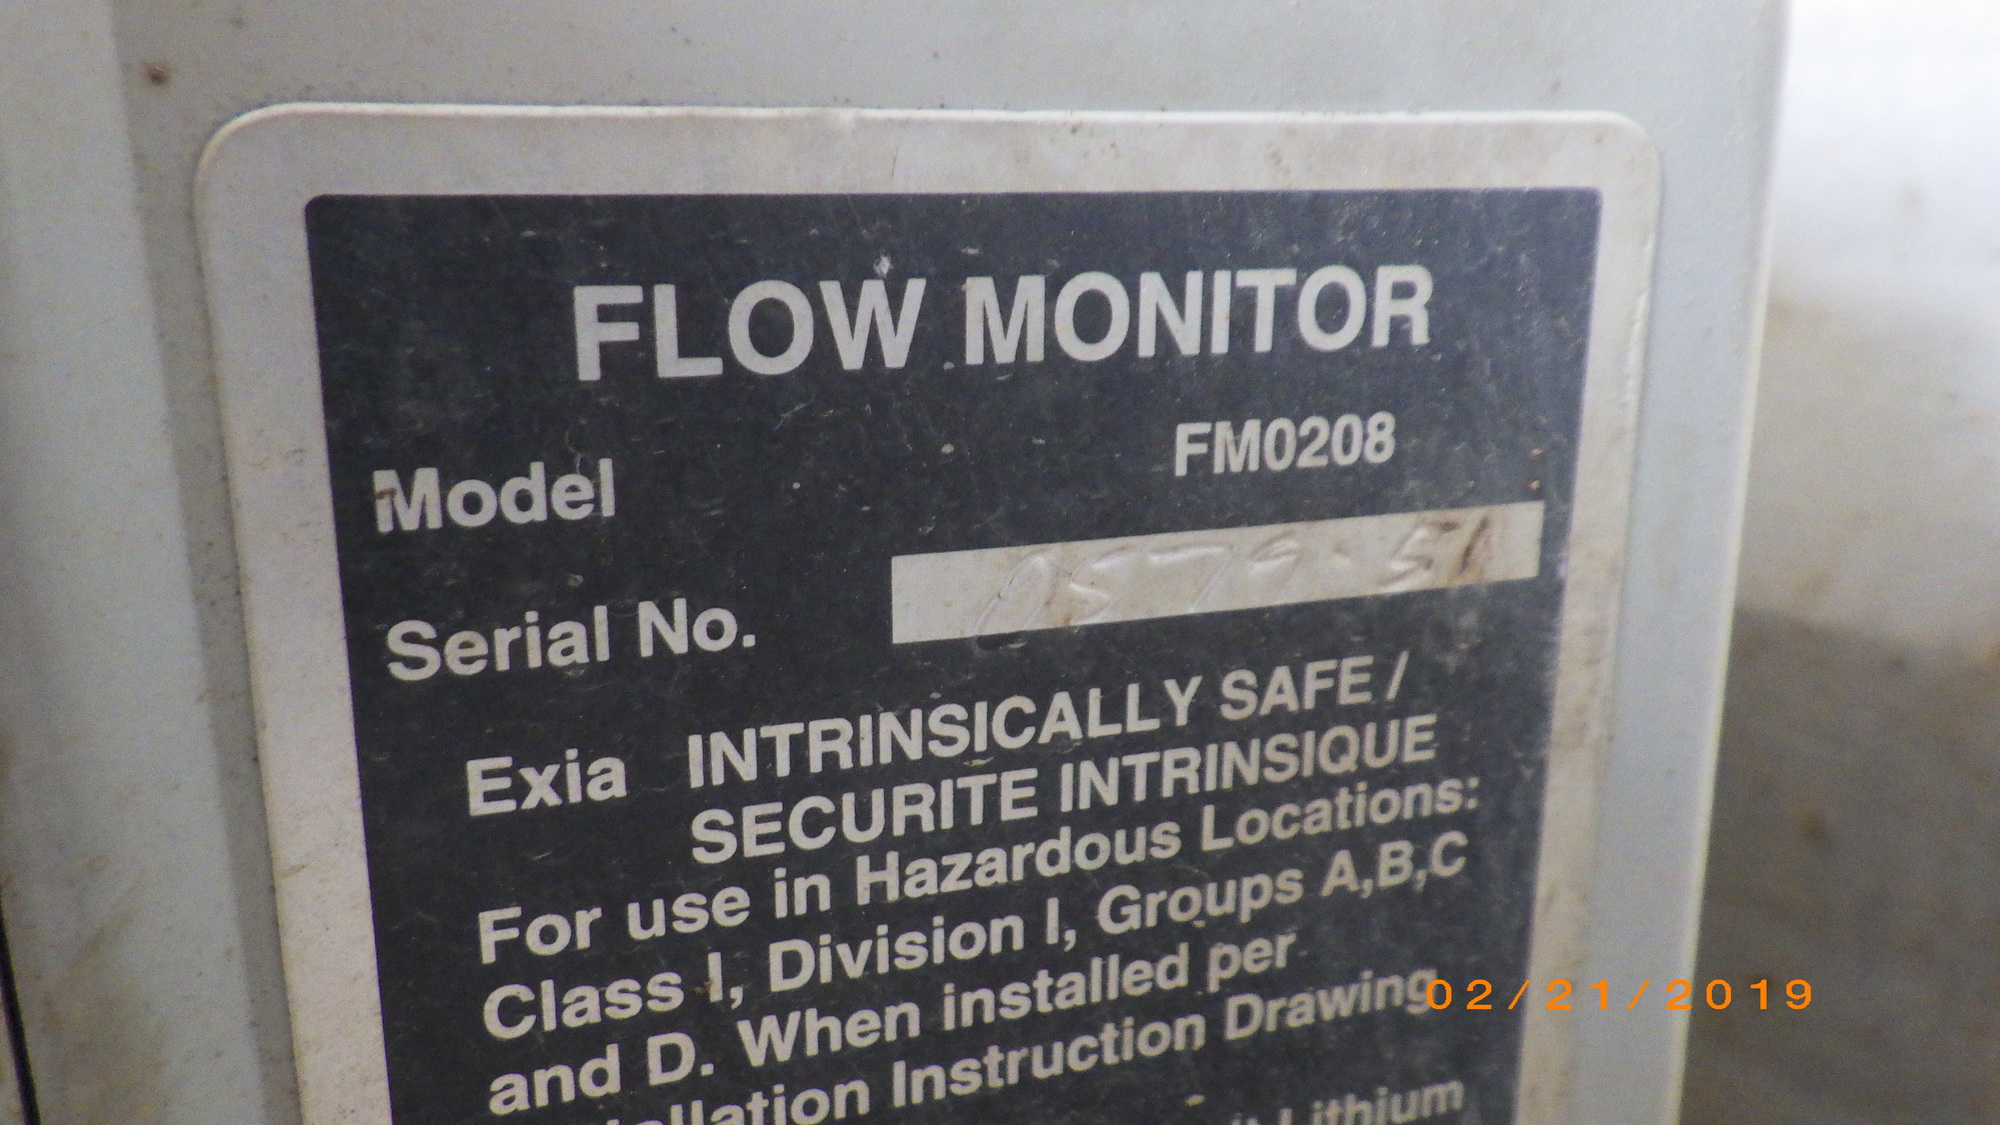 FLOW MONITOR
Model FM0208
Serial No.
Exia INTRINSICALLY SAFE /
SECURITE INTRINSIQUE
For use in Hazardous Locations:
Class I, Division I, Groups A,B,C
and D. When installed per
Instruction Drawing
Lithium
02/21/2019